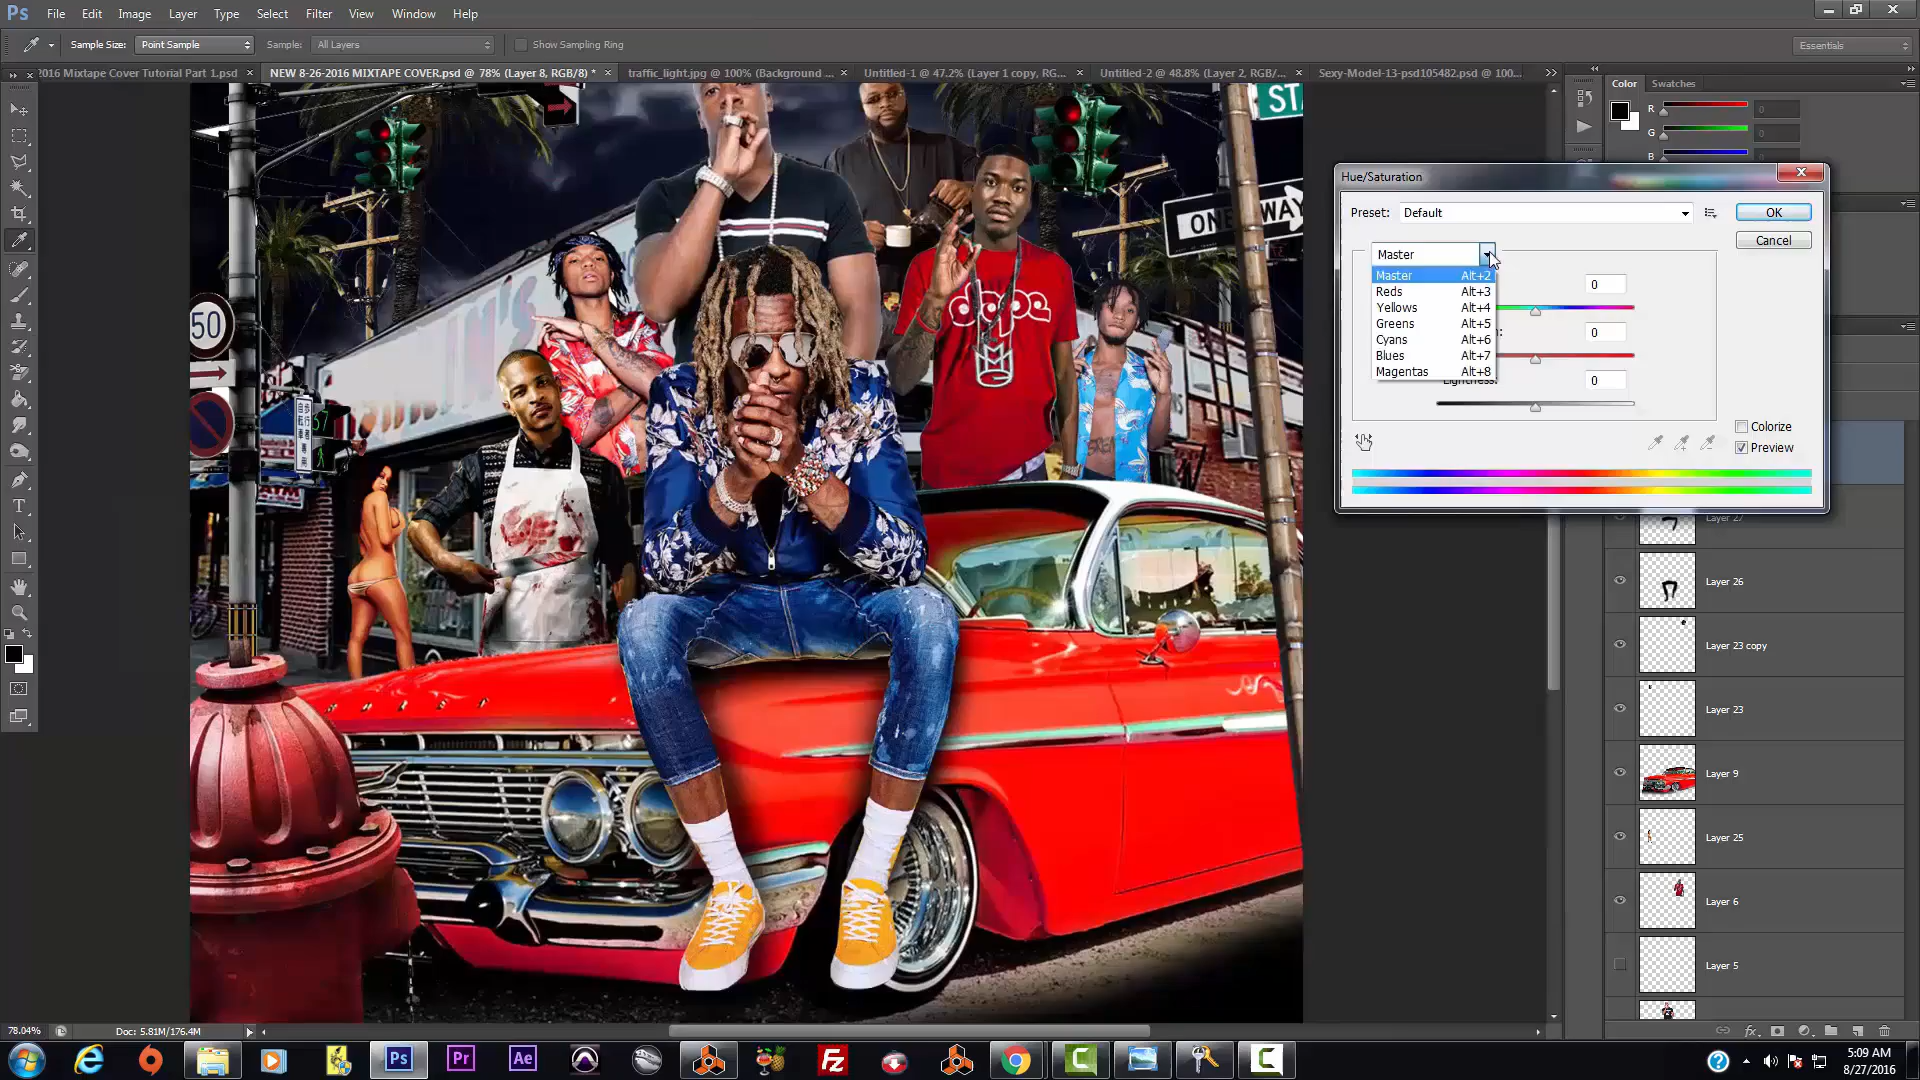 Ps File Edit Image Layer Type Select Filter View Window Help
Sample Size: Point Sample Sample: All Layers Show Sampling Ring Essentials
2016 Mixtape Cover Tutorial Part 1.psd NEW 8-26-2016 MIXTAPE COVER.psd @ 78% (Layer 8, RGB/8) * traffic_light.jpg @ 100% (Background ... Untitled-1 @ 47.2% (Layer 1 copy, RG... Untitled-2 @ 48.8% (Layer 2, RGB/... Sexy-Model-13-psd105482.psd @ 100...
Color Swatches
R 0
G 0
B
STA
ONE WAY
50
dope
Hue/Saturation
Preset: Default OK
Cancel
Master
Master Alt+2
Reds Alt+3
Yellows Alt+4
Greens Alt+5
Cyans Alt+6
Blues Alt+7
Magentas Alt+8
0
0
Lightness: 0
Colorize
Preview
Layer 27
Layer 26
Layer 23 copy
Layer 23
Layer 9
Layer 25
Layer 6
Layer 5
78.04% Doc: 5.81M/176.4M
Ps Pr Ae FZ C C
5:09 AM
8/27/2016